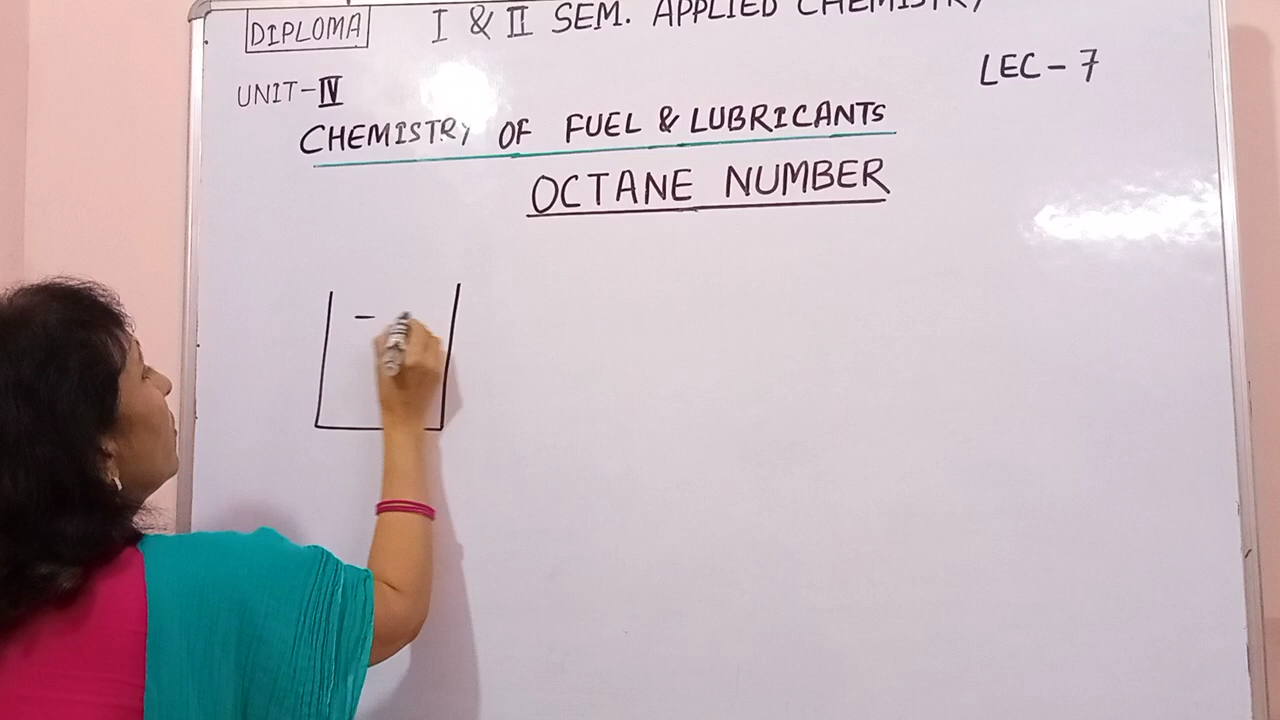 DIPLOMA I & II SEM. APPLIED CHEMISTRY
LEC-7
UNIT-IV
CHEMISTRY OF FUEL & LUBRICANTS
OCTANE NUMBER